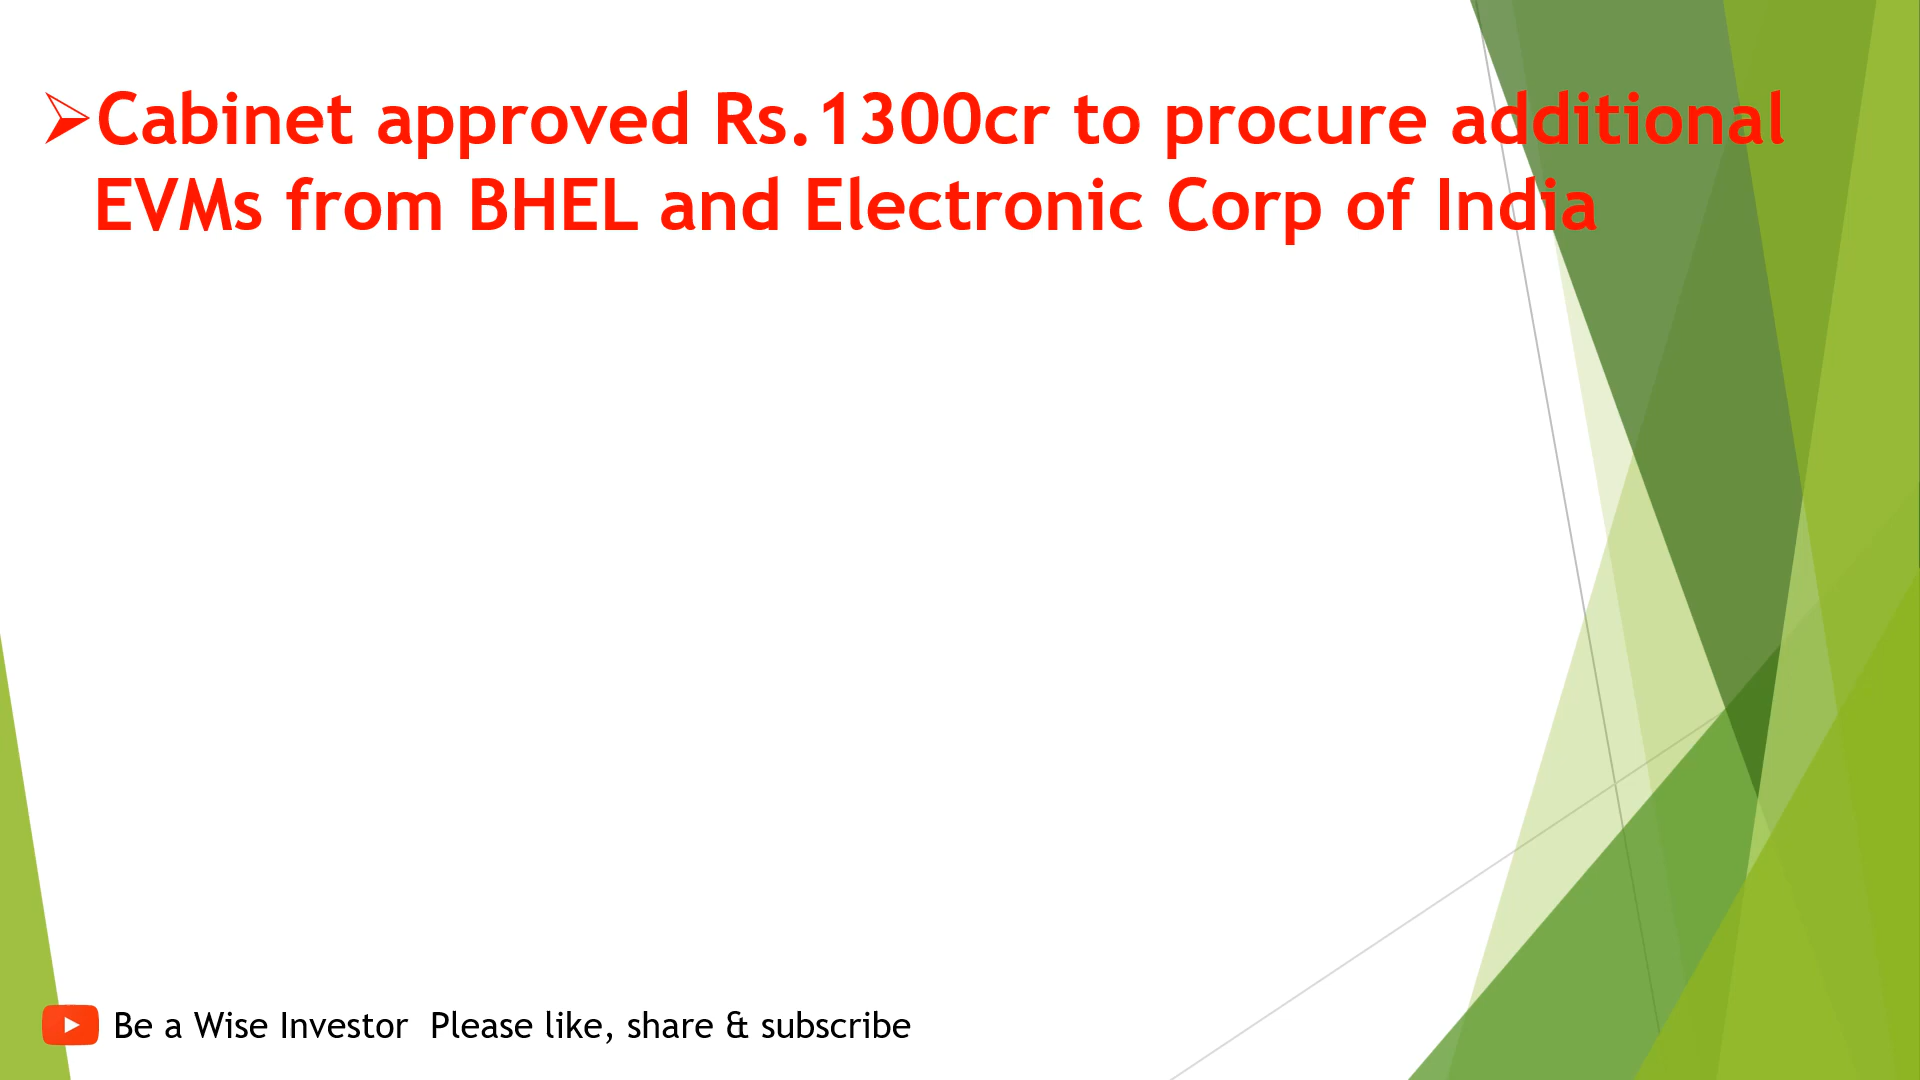 ➢Cabinet approved Rs.1300cr to procure additional
EVMs from BHEL and Electronic Corp of India
Be a Wise Investor Please like, share & subscribe